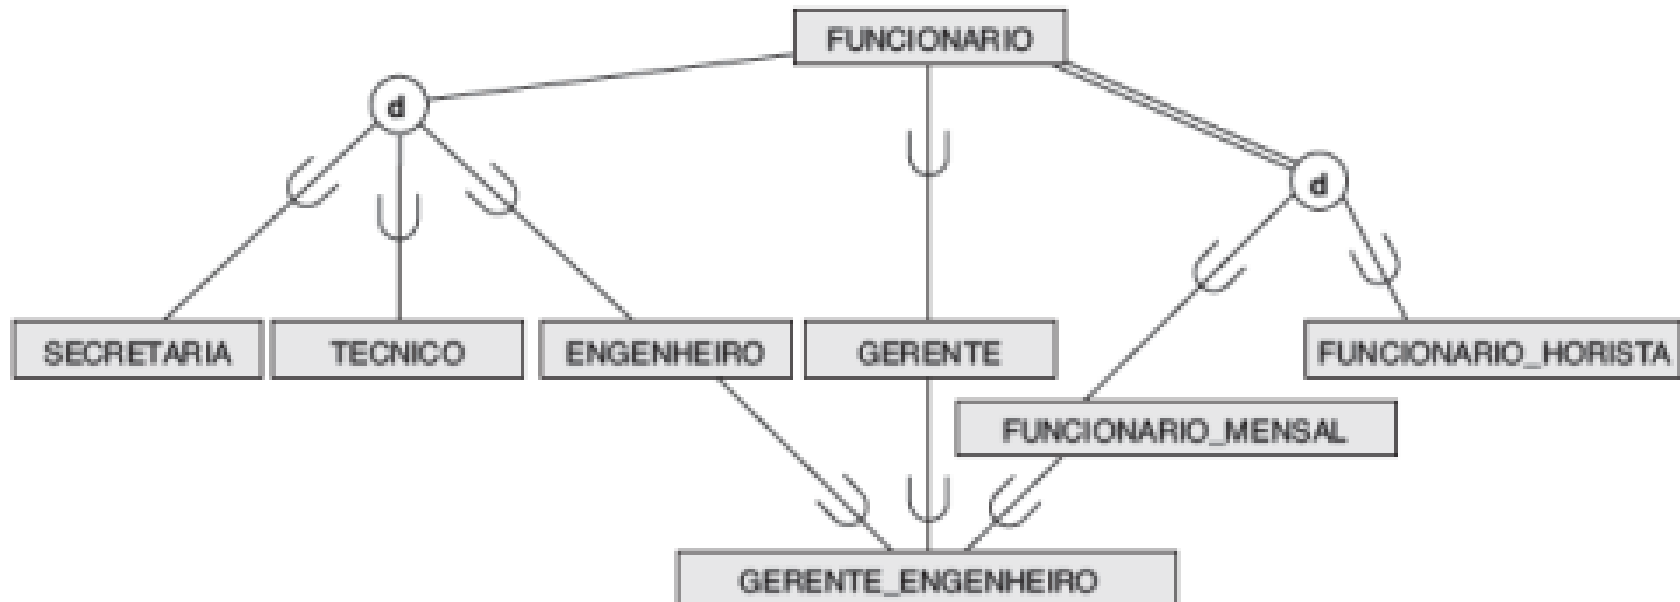 FUNCIONARIO
d
d
SECRETARIA
TECNICO
ENGENHEIRO
GERENTE
FUNCIONARIO_HORISTA
FUNCIONARIO_MENSAL
GERENTE_ENGENHEIRO